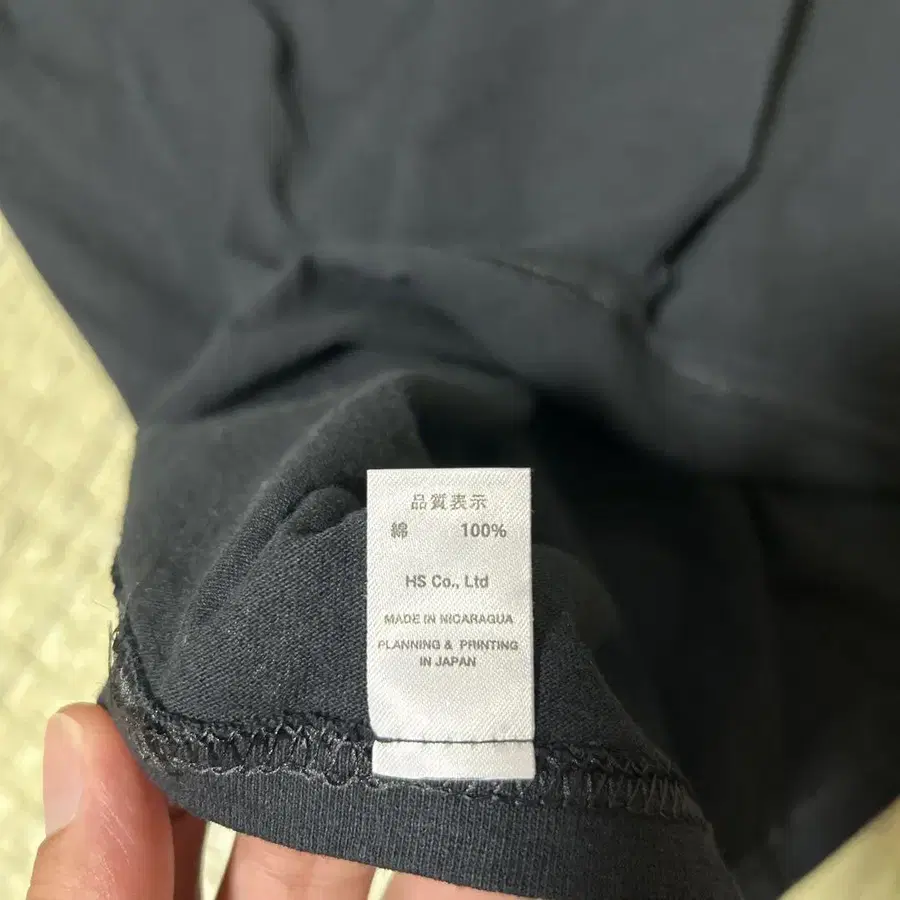 品質表示
綿 100%
HS Co., Ltd
MADE IN NICARAGUA
PLANNING & PRINTING
IN JAPAN